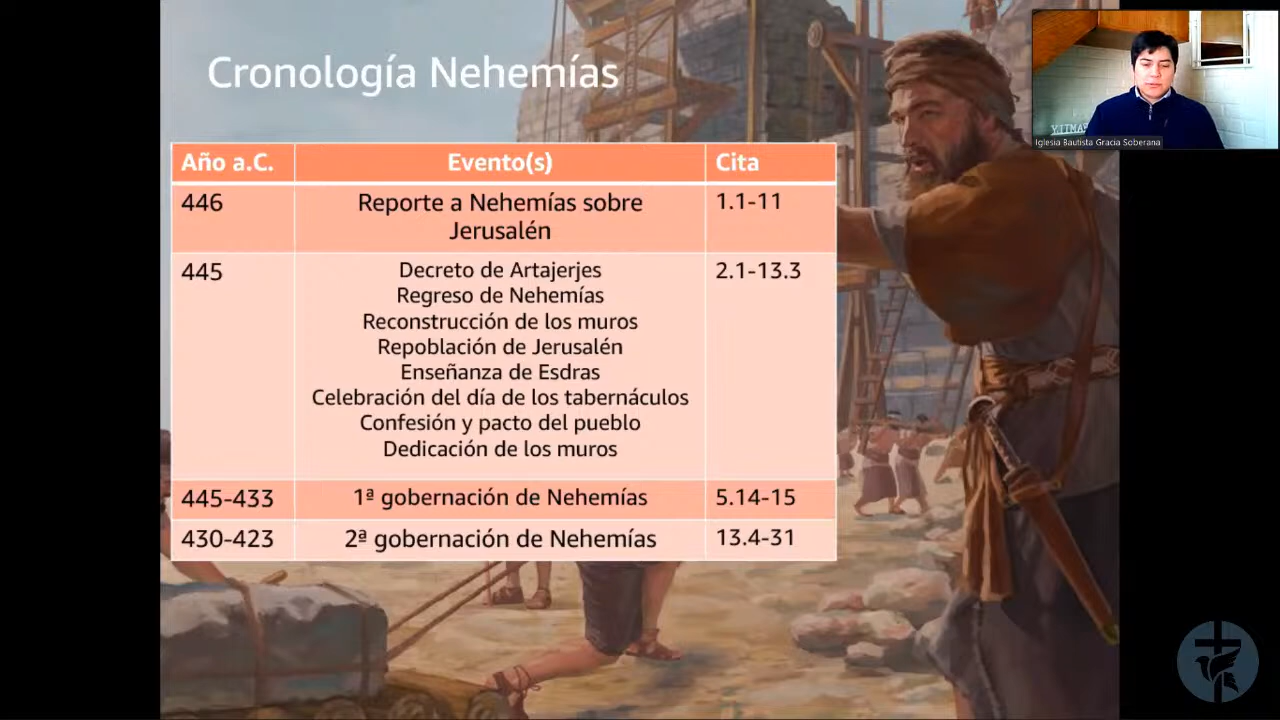 Cronología Nehemías
Año a.C. Evento(s) Cita
446 Reporte a Nehemías sobre 1.1-11
Jerusalén
445 Decreto de Artajerjes 2.1-13.3
Regreso de Nehemías
Reconstrucción de los muros
Repoblación de Jerusalén
Enseñanza de Esdras
Celebración del día de los tabernáculos
Confesión y pacto del pueblo
Dedicación de los muros
445-433 1ª gobernación de Nehemías 5.14-15
430-423 2ª gobernación de Nehemías 13.4-31
Iglesia Bautista Gracia Soberana